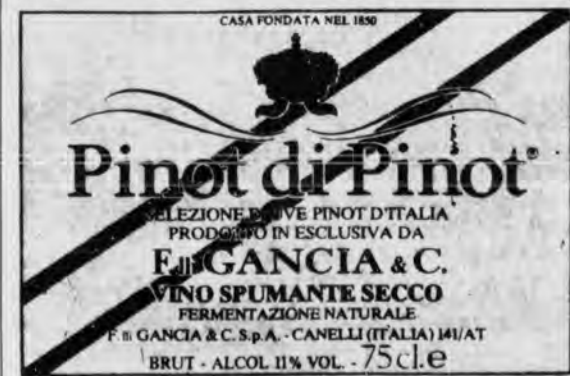 CASA FONDATA NEL 1850
Pinot di Pinot®
SELEZIONE UVE PINOT D'ITALIA
PRODOTTO IN ESCLUSIVA DA
F.lli GANCIA & C.
VINO SPUMANTE SECCO
FERMENTAZIONE NATURALE
F.lli GANCIA & C. S.p.A. - CANELLI (ITALIA) 141/AT
BRUT - ALCOL 11% VOL. - 75cl.e